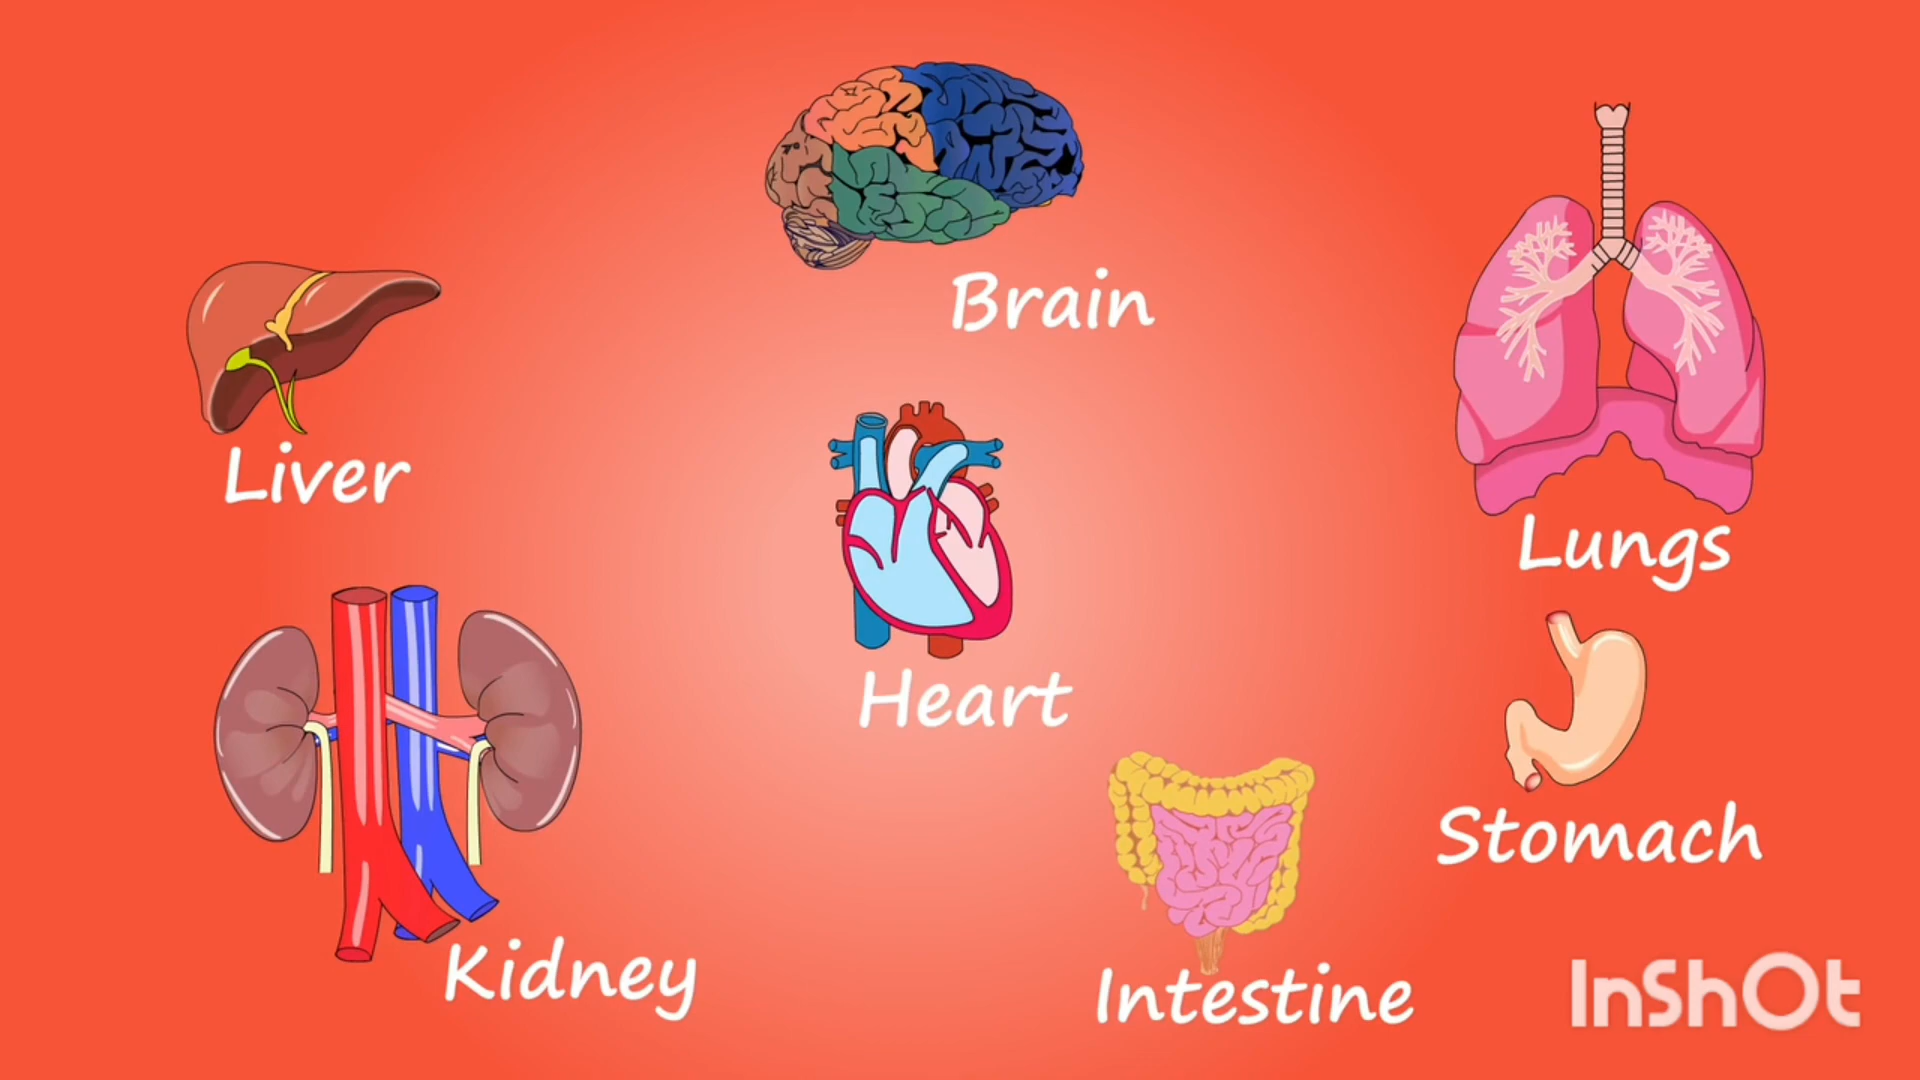 Brain
Liver
Lungs
Heart
Stomach
Kidney
Intestine
InShOt